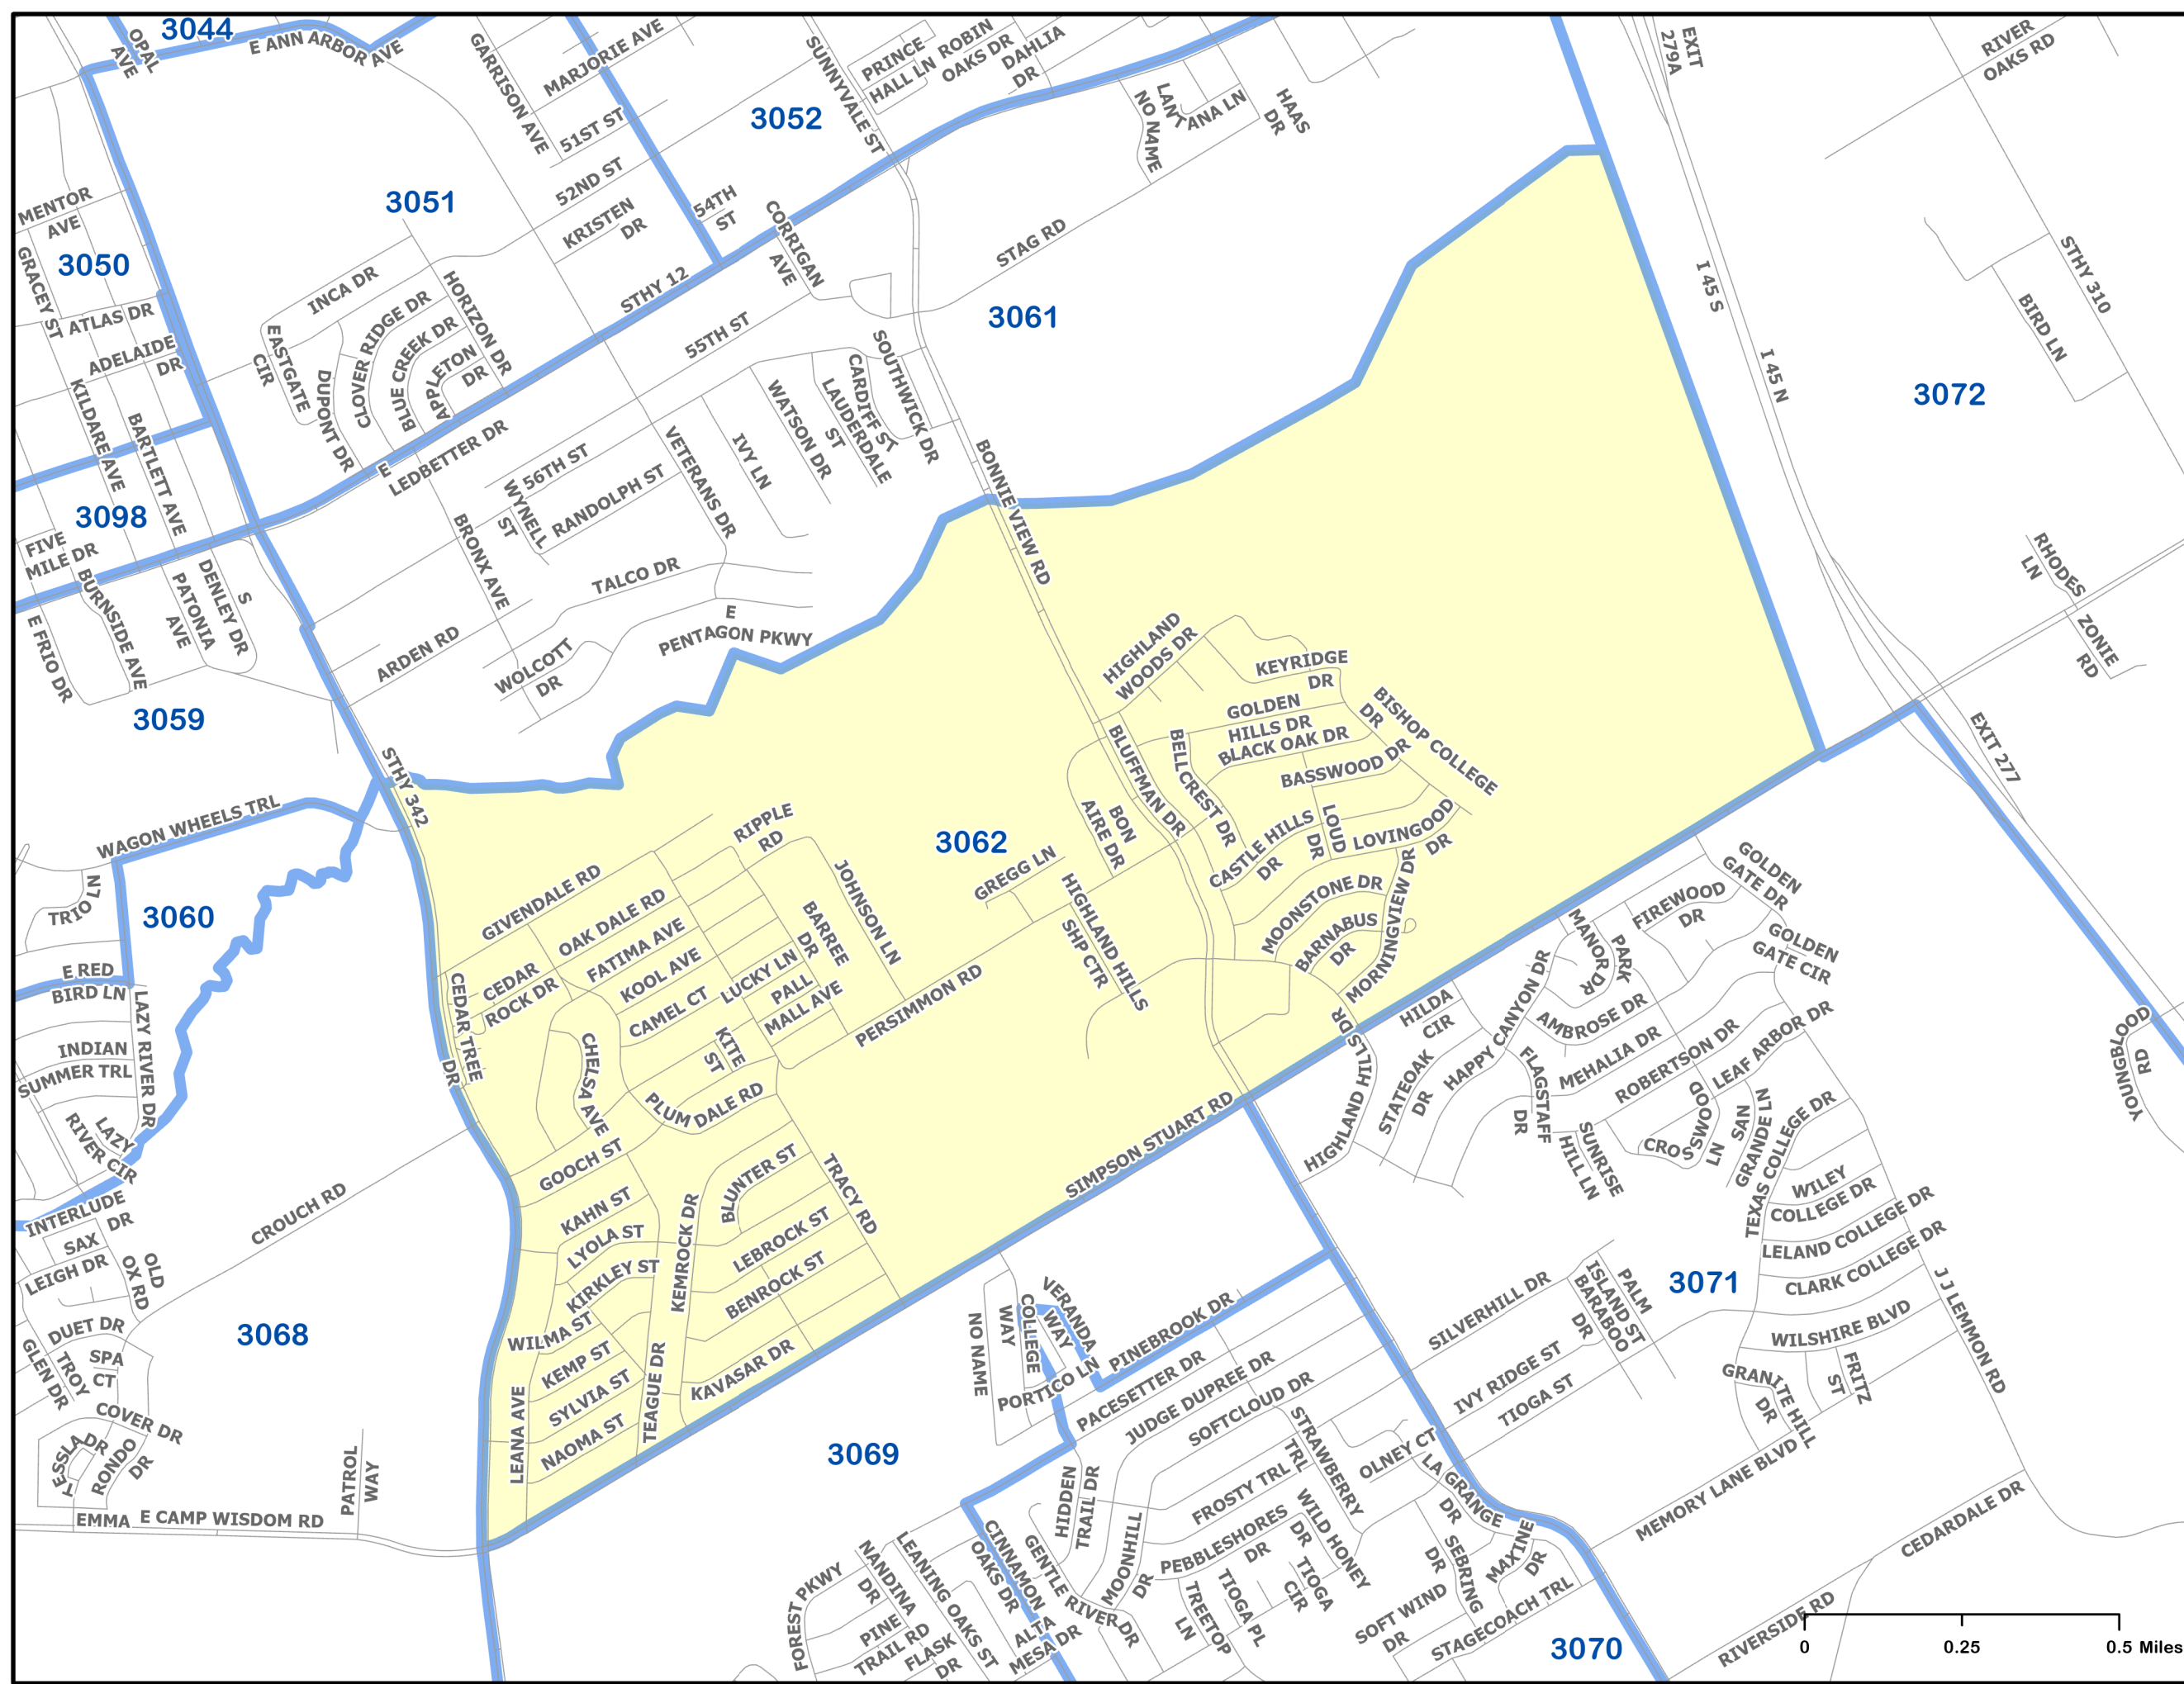 3044
OPAL
AVE
E ANN ARBOR AVE
GARRISON AVE
MARJORIE AVE
51ST ST
52ND ST
KRISTEN
DR
54TH
ST
3052
SUNNYVALE ST
PRINCE
HALL LN
ROBIN
OAKS DR
DAHLIA
DR
LANTANA LN
NO NAME
HAAS
DR
EXIT
279A
RIVER
OAKS RD
3051
MENTOR
AVE
3050
GRACEY ST
ATLAS DR
ADELAIDE
DR
INCA DR
HORIZON DR
EASTGATE
CIR
DUPONT DR
CLOVER RIDGE DR
BLUE CREEK DR
APPLETON
DR
STHY 12
CORRIGAN
AVE
STAG RD
3061
55TH ST
I 45 S
I 45 N
STHY 310
BIRD LN
3072
KILDARE AVE
BARTLETT AVE
3098
E
LEDBETTER DR
56TH ST
WYNELL
ST
RANDOLPH ST
VETERANS DR
IVY LN
WATSON DR
LAUDERDALE
ST
CARDIFF ST
SOUTHWICK DR
BONNIE VIEW RD
FIVE
MILE DR
BURNSIDE AVE
PATONIA
AVE
S
DENLEY DR
E FRIO DR
BRONX AVE
TALCO DR
E
PENTAGON PKWY
ARDEN RD
WOLCOTT
DR
3059
RHODES
LN
ZONIE
RD
EXIT 277
HIGHLAND
WOODS DR
KEYRIDGE
DR
GOLDEN
HILLS DR
BLACK OAK DR
BISHOP COLLEGE
DR
BASSWOOD DR
BELLCREST DR
BLUFFMAN DR
BON
AIRE DR
CASTLE HILLS
DR
LOUD
DR
LOVINGOOD
DR
MOONSTONE DR
BARNABUS
DR
MORNINGVIEW DR
STHY 342
WAGON WHEELS TRL
TRIO LN
3060
E RED
BIRD LN
LAZY RIVER DR
INDIAN
SUMMER TRL
LAZY
RIVER CIR
3062
RIPPLE
RD
GIVENDALE RD
OAK DALE RD
FATIMA AVE
KOOL AVE
CAMEL CT
LUCKY LN
PALL
MALL AVE
BARREE
DR
JOHNSON LN
GREGG LN
HIGHLAND HILLS
SHP CTR
PERSIMMON RD
CEDAR
ROCK DR
CEDAR TREE
DR
CHELSA AVE
KITE
ST
PLUM DALE RD
GOOCH ST
KAHN ST
LYOLA ST
KIRKLEY ST
WILMA ST
KEMP ST
SYLVIA ST
NAOMA ST
LEANA AVE
TEAGUE DR
KEMROCK DR
BLUNTER ST
LEBROCK ST
BENROCK ST
KAVASAR DR
TRACY RD
SIMPSON STUART RD
HIGHLAND HILLS DR
HILDA
CIR
STATEOAK
DR
HAPPY CANYON DR
MANOR DR
PARK
FIREWOOD
DR
GOLDEN
GATE DR
GOLDEN
GATE CIR
AMBROSE DR
MEHALIA DR
FLAGSTAFF
DR
ROBERTSON DR
LEAF ARBOR DR
CROSSWOOD
LN
SUNRISE
HILL LN
SAN
GRANDE LN
TEXAS COLLEGE DR
WILEY
COLLEGE DR
LELAND COLLEGE DR
CLARK COLLEGE DR
WILSHIRE BLVD
J J LEMMON RD
YOUNGBLOOD
RD
INTERLUDE
DR
SAX
LEIGH DR
OLD
OX RD
CROUCH RD
3068
DUET DR
GLEN DR
TROY
SPA
CT
COVER DR
TESSLA DR
RONDO
DR
PATROL
WAY
EMMA
E CAMP WISDOM RD
3069
NO NAME
COLLEGE
WAY
VERANDA
WAY
PORTICO LN
PINEBROOK DR
PACESETTER DR
JUDGE DUPREE DR
SOFTCLOUD DR
3071
SILVERHILL DR
PALM
ISLAND ST
BARABOO
DR
IVY RIDGE ST
TIOGA ST
GRANITE HILL
DR
FRITZ
ST
MEMORY LANE BLVD
CEDARDALE DR
RIVERSIDE RD
STRAWBERRY
TRL
OLNEY CT
LA GRANGE
DR
FROSTY TRL
PEBBLESHORES
DR
WILD HONEY
DR
HIDDEN
TRAIL DR
MOONHILL
DR
GENTLE RIVER DR
CINNAMON
OAKS DR
ALTA
MESA DR
LEANING OAKS ST
NANDINA
DR
FOREST PKWY
PINE
TRAIL RD
FLASK
DR
TREETOP
LN
TIOGA PL
TIOGA
CIR
SOFT WIND
DR
SEBRING
DR
MAXINE
DR
STAGECOACH TRL
3070
0 0.25 0.5 Miles